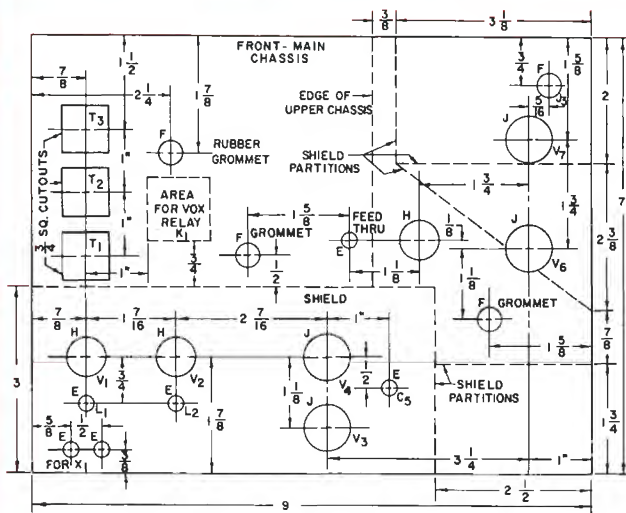 3/8
3 1/8
FRONT- MAIN
CHASSIS
7/8
1 1/2
2 1/4
1 7/8
EDGE OF
UPPER CHASSIS
3/4
F
J3
5/16
1 5/8
2
7
T3
F
RUBBER
GROMMET
J
V7
3/4 SQ. CUTOUTS
1"
T2
AREA
FOR VOX
RELAY
K1
SHIELD
PARTITIONS
1 3/4
1 3/4
1"
T1
1 5/8
GROMMET
F
FEED
THRU
E
H
1/8
J
V6
2 3/8
1"
3/4
1/2
1 1/8
1 1/8
F GROMMET
SHIELD
7/8
1 7/16
2 7/16
1"
1 5/8
7/8
3
H
V1
H
V2
J
V4
3/4
1 7/8
1 1/8
1/2
E
C5
SHIELD
PARTITIONS
E
L1
E
L2
J
V3
1 3/4
5/8
1/2
E
E
FOR X1
3/8
3 1/4
1"
2 1/2
9